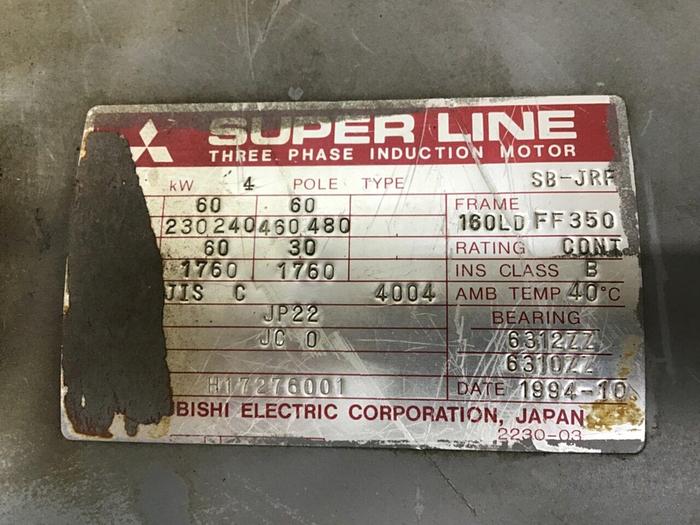 SUPER LINE
THREE PHASE INDUCTION MOTOR
kW 4 POLE TYPE SB-JRF
60 60 FRAME
230 240 460 480 160LD FF350
60 30 RATING CONT
1760 1760 INS CLASS B
JIS C 4004 AMB TEMP 40°C
JP22 BEARING
JC 0 6312ZZ
6310ZZ
H17276001 DATE 1994-10
BISHI ELECTRIC CORPORATION, JAPAN
2230-03